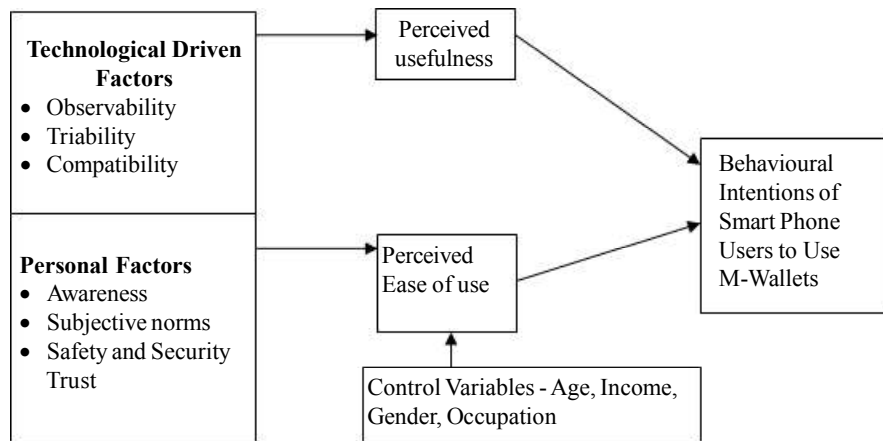 Technological Driven
Factors
• Observability
• Triability
• Compatibility
Personal Factors
• Awareness
• Subjective norms
• Safety and Security
Trust
Perceived
usefulness
Perceived
Ease of use
Control Variables - Age, Income,
Gender, Occupation
Behavioural
Intentions of
Smart Phone
Users to Use
M-Wallets